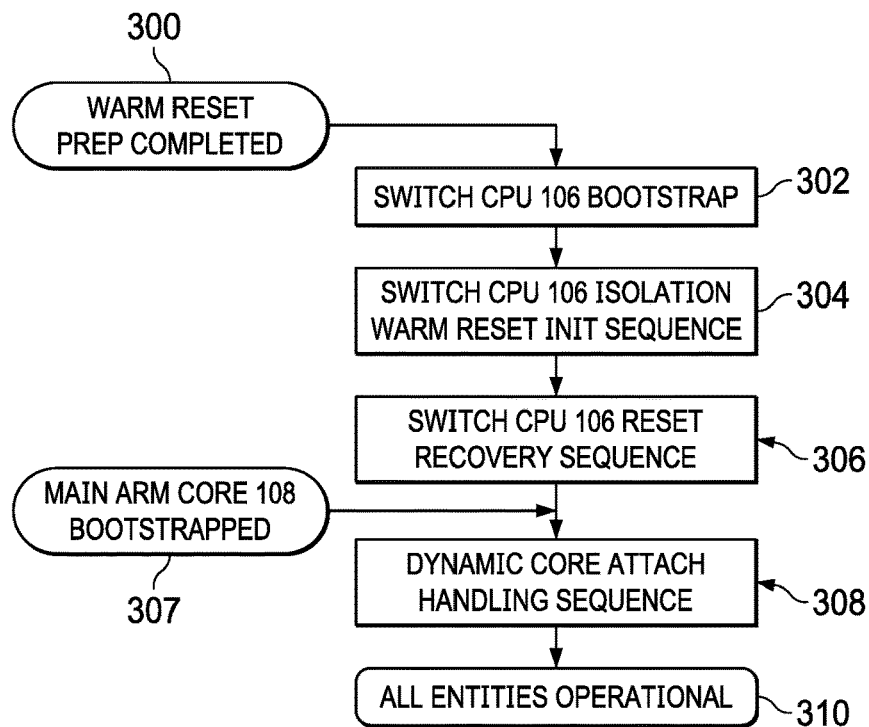 300
WARM RESET
PREP COMPLETED
SWITCH CPU 106 BOOTSTRAP
302
SWITCH CPU 106 ISOLATION
WARM RESET INIT SEQUENCE
304
SWITCH CPU 106 RESET
RECOVERY SEQUENCE
306
MAIN ARM CORE 108
BOOTSTRAPPED
307
DYNAMIC CORE ATTACH
HANDLING SEQUENCE
308
ALL ENTITIES OPERATIONAL
310